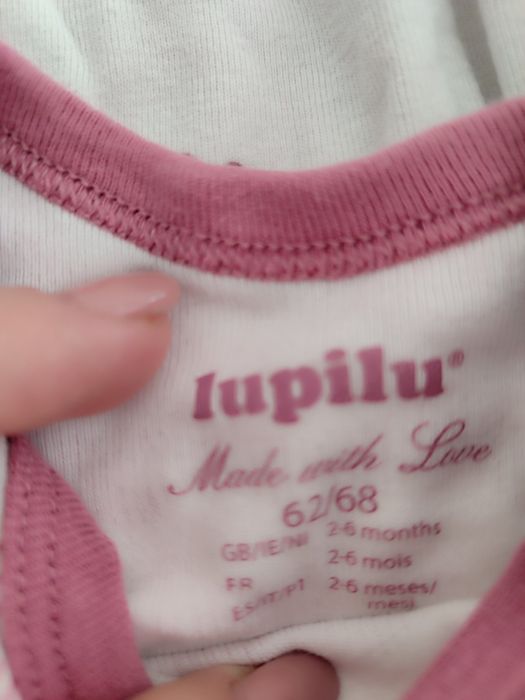 lupilu®
Made with Love
62/68
GB/IE/NI 2-6 months
FR 2-6 mois
ES/IT/PT 2-6 meses/
mesi